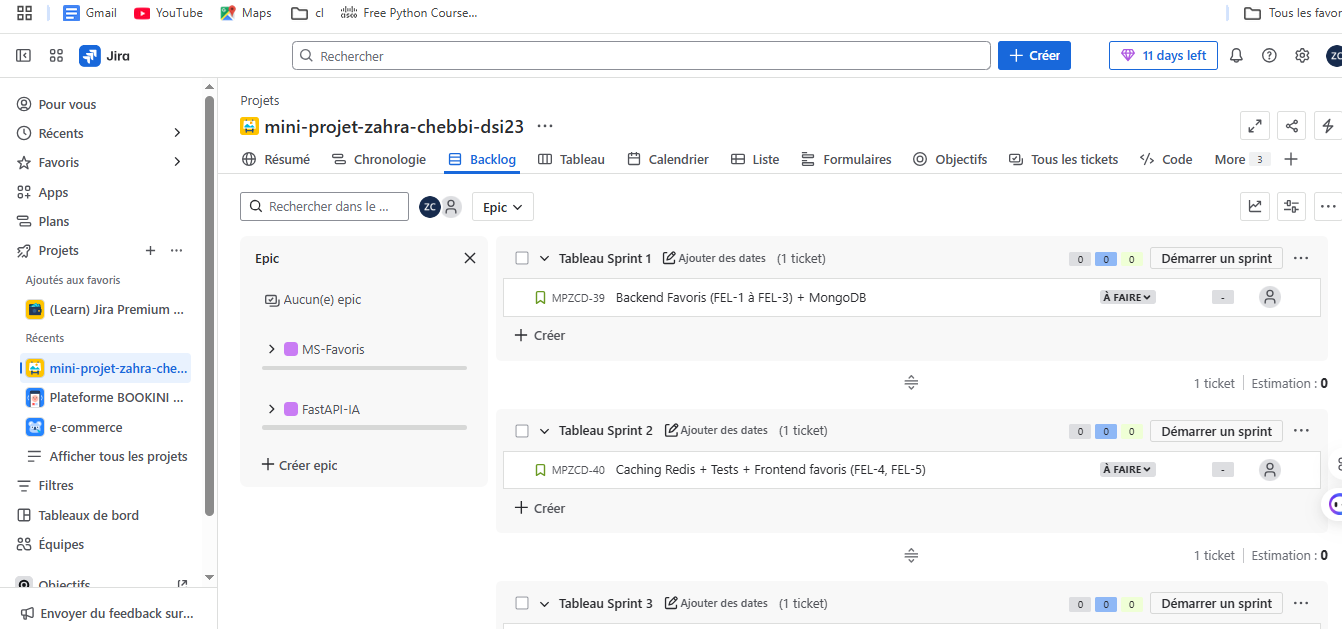 Gmail YouTube Maps cl Free Python Course... Tous les favor
Jira Rechercher Créer 11 days left ZC
Pour vous
Récents
Favoris
Apps
Plans
Projets
Ajoutés aux favoris
(Learn) Jira Premium ...
Récents
mini-projet-zahra-che...
Plateforme BOOKINI ...
e-commerce
Afficher tous les projets
Filtres
Tableaux de bord
Équipes
Objectifs
Envoyer du feedback sur...
Projets
mini-projet-zahra-chebbi-dsi23
Résumé Chronologie Backlog Tableau Calendrier Liste Formulaires Objectifs Tous les tickets Code More 3
Rechercher dans le ... ZC Epic
Epic
Aucun(e) epic
MS-Favoris
FastAPI-IA
Créer epic
Tableau Sprint 1 Ajouter des dates (1 ticket) 0 0 0 Démarrer un sprint
MPZCD-39 Backend Favoris (FEL-1 à FEL-3) + MongoDB À FAIRE -
Créer
1 ticket Estimation : 0
Tableau Sprint 2 Ajouter des dates (1 ticket) 0 0 0 Démarrer un sprint
MPZCD-40 Caching Redis + Tests + Frontend favoris (FEL-4, FEL-5) À FAIRE -
Créer
1 ticket Estimation : 0
Tableau Sprint 3 Ajouter des dates (1 ticket) 0 0 0 Démarrer un sprint